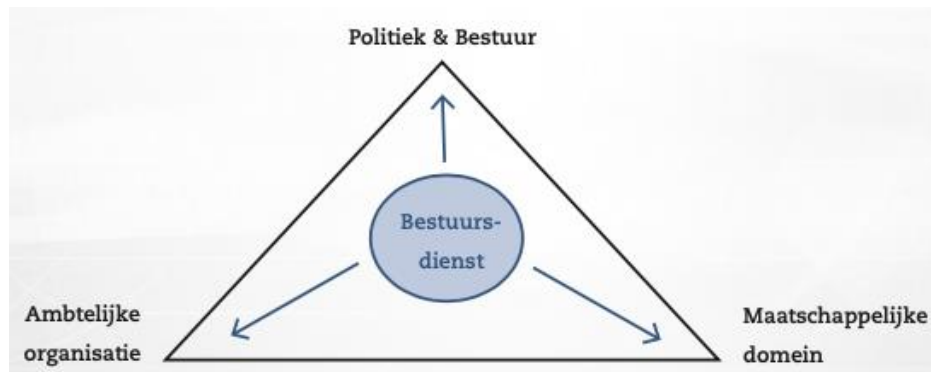 Politiek & Bestuur
Bestuurs-
dienst
Ambtelijke
organisatie
Maatschappelijke
domein